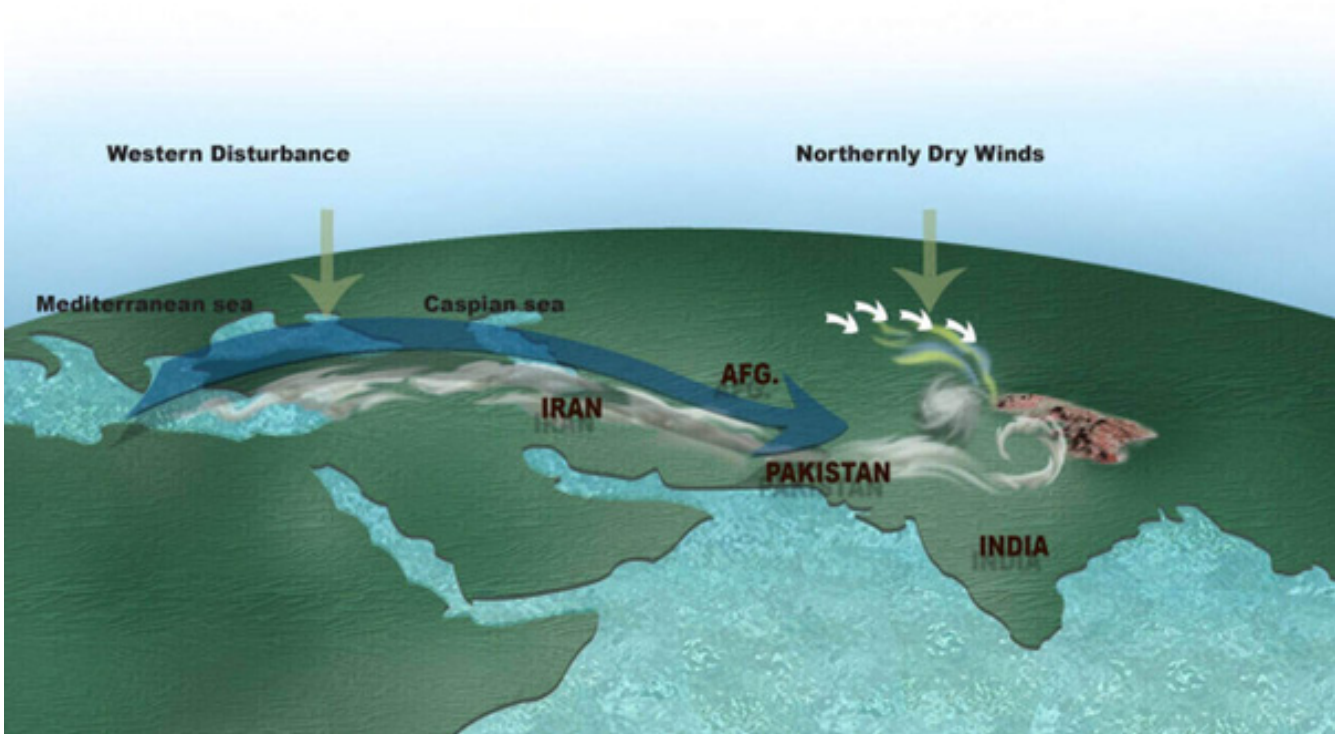 Western Disturbance
Northernly Dry Winds
Mediterranean sea
Caspian sea
AFG.
IRAN
PAKISTAN
INDIA